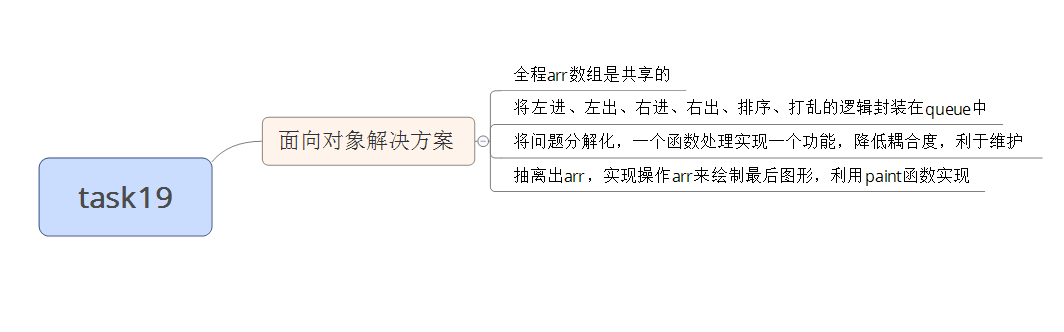 task19
面向对象解决方案
全程arr数组是共享的
将左进、左出、右进、右出、排序、打乱的逻辑封装在queue中
将问题分解化，一个函数处理实现一个功能，降低耦合度，利于维护
抽离出arr，实现操作arr来绘制最后图形，利用paint函数实现